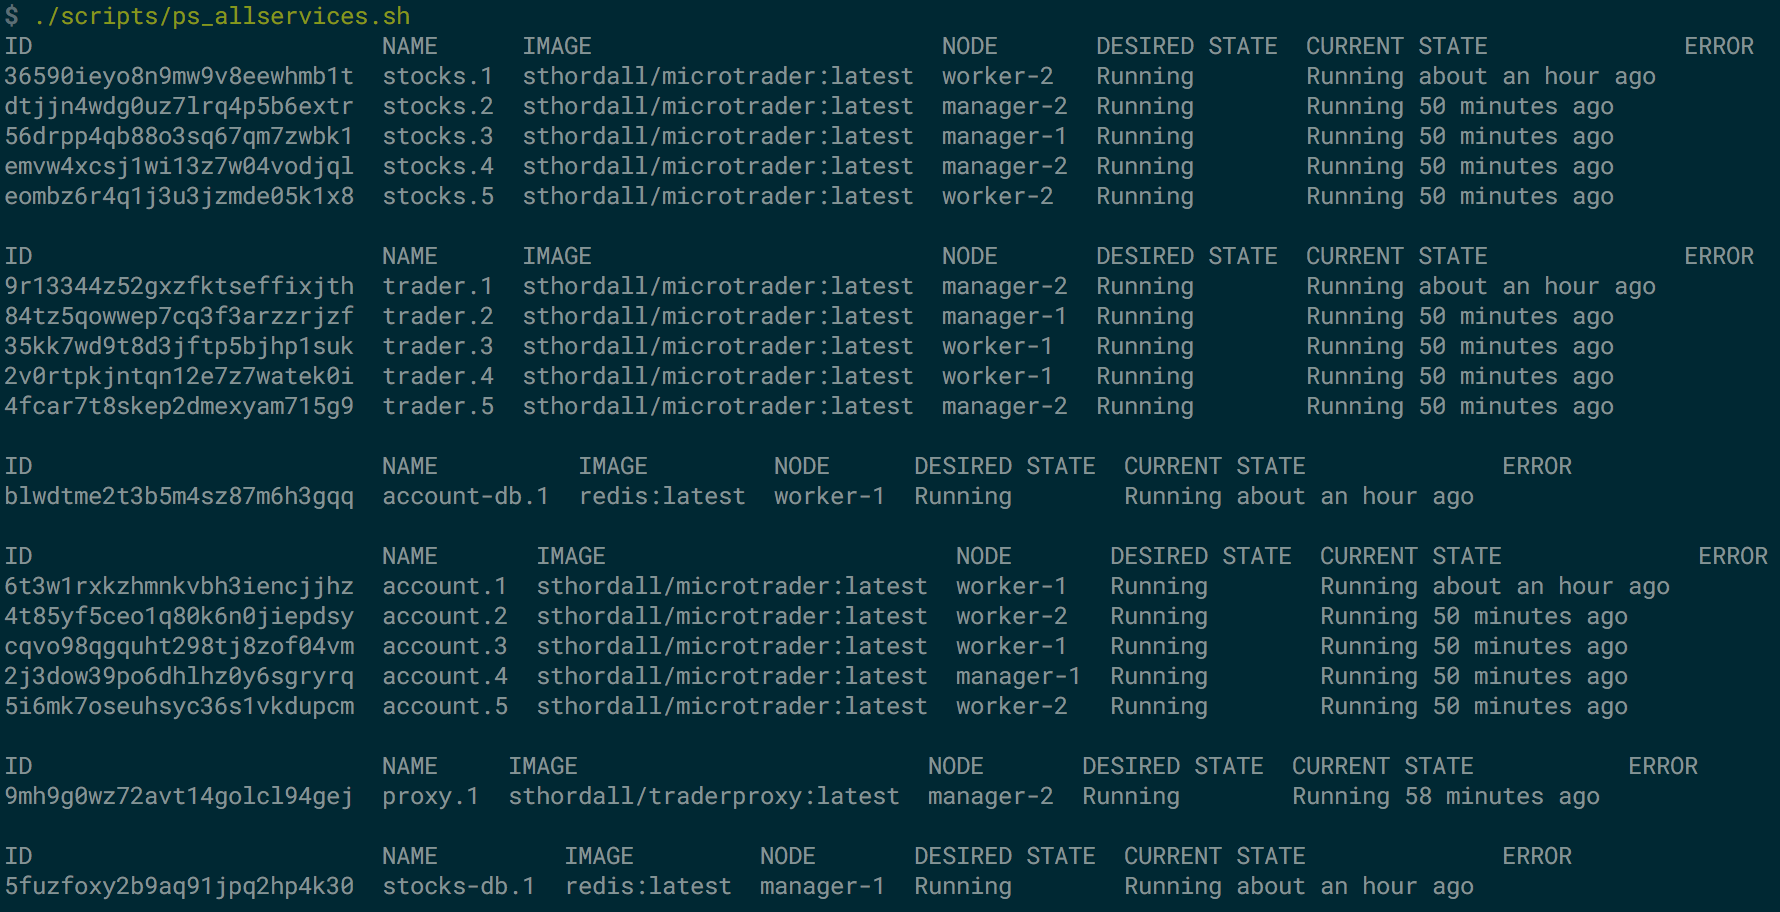 $ ./scripts/ps_allservices.sh
ID NAME IMAGE NODE DESIRED STATE CURRENT STATE ERROR
36590ieyo8n9mw9v8eewhmb1t stocks.1 sthordall/microtrader:latest worker-2 Running Running about an hour ago
dtjjn4wdg0uz7lrq4p5b6extr stocks.2 sthordall/microtrader:latest manager-2 Running Running 50 minutes ago
56drpp4qb88o3sq67qm7zwbk1 stocks.3 sthordall/microtrader:latest manager-1 Running Running 50 minutes ago
emvw4xcsj1wi13z7w04vodjql stocks.4 sthordall/microtrader:latest manager-2 Running Running 50 minutes ago
eombz6r4q1j3u3jzmde05k1x8 stocks.5 sthordall/microtrader:latest worker-2 Running Running 50 minutes ago
ID NAME IMAGE NODE DESIRED STATE CURRENT STATE ERROR
9r13344z52gxzfktseffixjth trader.1 sthordall/microtrader:latest manager-2 Running Running about an hour ago
84tz5qowwep7cq3f3arzzrjzf trader.2 sthordall/microtrader:latest manager-1 Running Running 50 minutes ago
35kk7wd9t8d3jftp5bjhp1suk trader.3 sthordall/microtrader:latest worker-1 Running Running 50 minutes ago
2v0rtpkjntqn12e7z7watek0i trader.4 sthordall/microtrader:latest worker-1 Running Running 50 minutes ago
4fcar7t8skep2dmexyam715g9 trader.5 sthordall/microtrader:latest manager-2 Running Running 50 minutes ago
ID NAME IMAGE NODE DESIRED STATE CURRENT STATE ERROR
blwdtme2t3b5m4sz87m6h3gqq account-db.1 redis:latest worker-1 Running Running about an hour ago
ID NAME IMAGE NODE DESIRED STATE CURRENT STATE ERROR
6t3w1rxkzhmnkvbh3iencjjhz account.1 sthordall/microtrader:latest worker-1 Running Running about an hour ago
4t85yf5ceo1q80k6n0jiepdsy account.2 sthordall/microtrader:latest worker-2 Running Running 50 minutes ago
cqvo98qgquht298tj8zof04vm account.3 sthordall/microtrader:latest worker-1 Running Running 50 minutes ago
2j3dow39po6dhlhz0y6sgryrq account.4 sthordall/microtrader:latest manager-1 Running Running 50 minutes ago
5i6mk7oseuhsyc36s1vkdupcm account.5 sthordall/microtrader:latest worker-2 Running Running 50 minutes ago
ID NAME IMAGE NODE DESIRED STATE CURRENT STATE ERROR
9mh9g0wz72avt14golcl94gej proxy.1 sthordall/traderproxy:latest manager-2 Running Running 58 minutes ago
ID NAME IMAGE NODE DESIRED STATE CURRENT STATE ERROR
5fuzfoxy2b9aq91jpq2hp4k30 stocks-db.1 redis:latest manager-1 Running Running about an hour ago